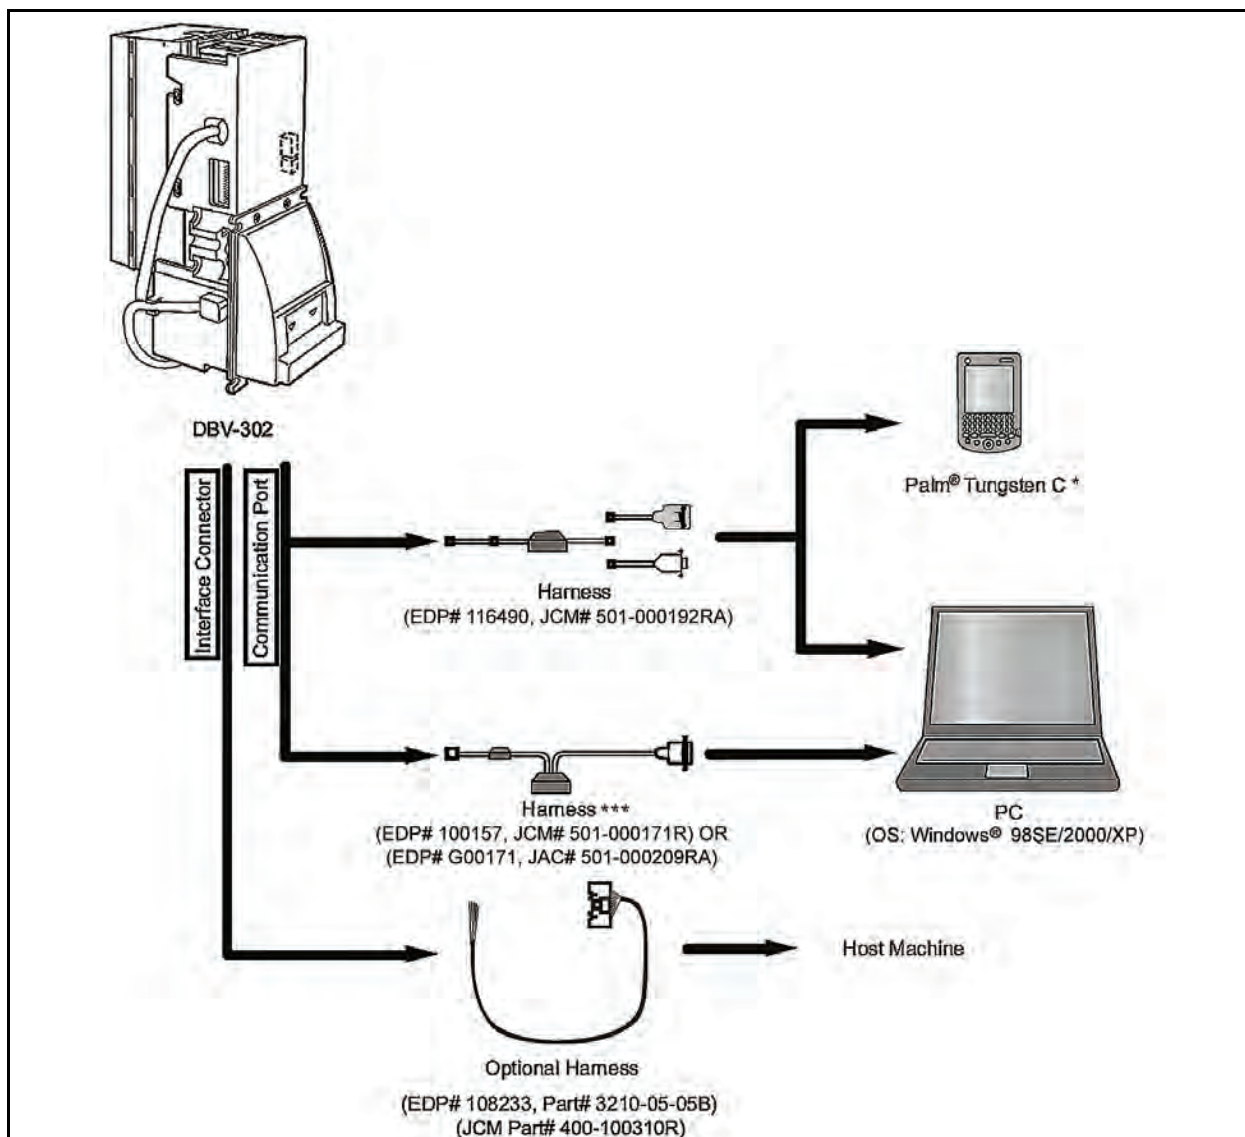 DBV-302
Interface Connector
Communication Port
Palm® Tungsten C *
Harness
(EDP# 116490, JCM# 501-000192RA)
Harness ***
(EDP# 100157, JCM# 501-000171R) OR
(EDP# G00171, JAC# 501-000209RA)
PC
(OS: Windows® 98SE/2000/XP)
Host Machine
Optional Harness
(EDP# 108233, Part# 3210-05-05B)
(JCM Part# 400-100310R)